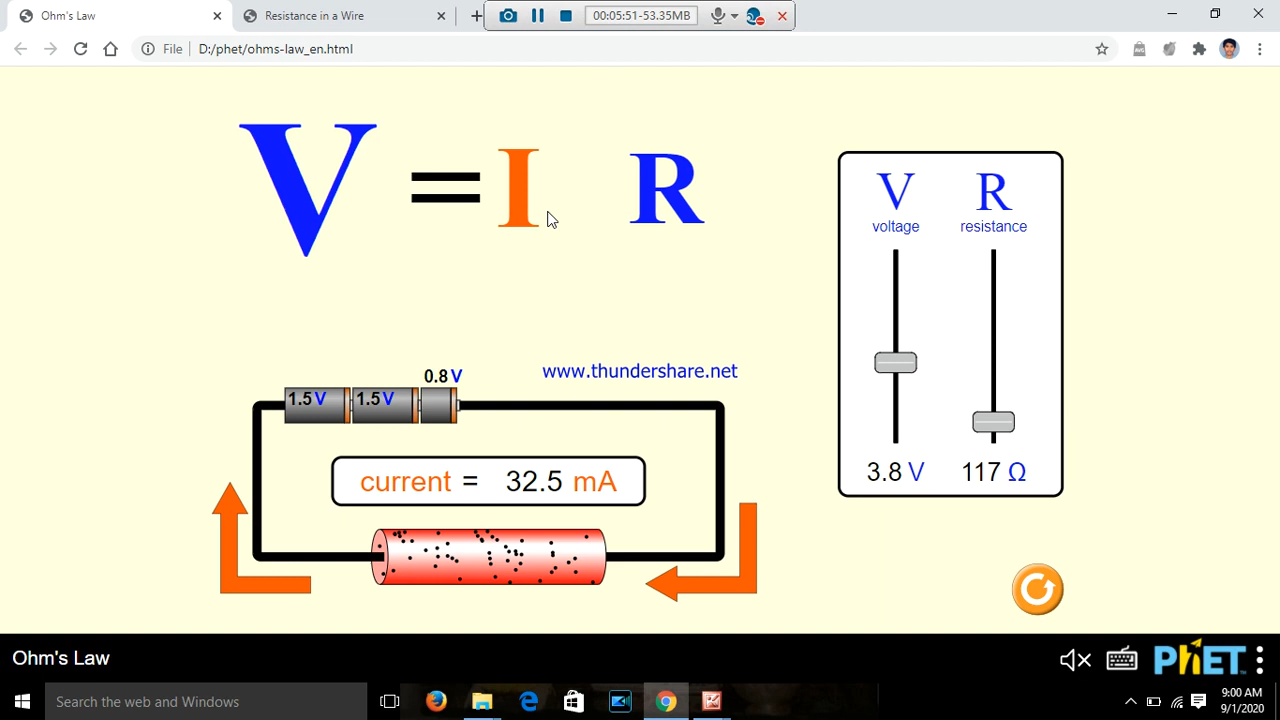 Ohm's Law
Resistance in a Wire
00:05:51-53.35MB
File D:/phet/ohms-law_en.html
V = I R
V R
voltage resistance
3.8 V 117 Ω
www.thundershare.net
0.8 V
1.5 V 1.5 V
current = 32.5 mA
Ohm's Law
PhET
Search the web and Windows
9:00 AM
9/1/2020